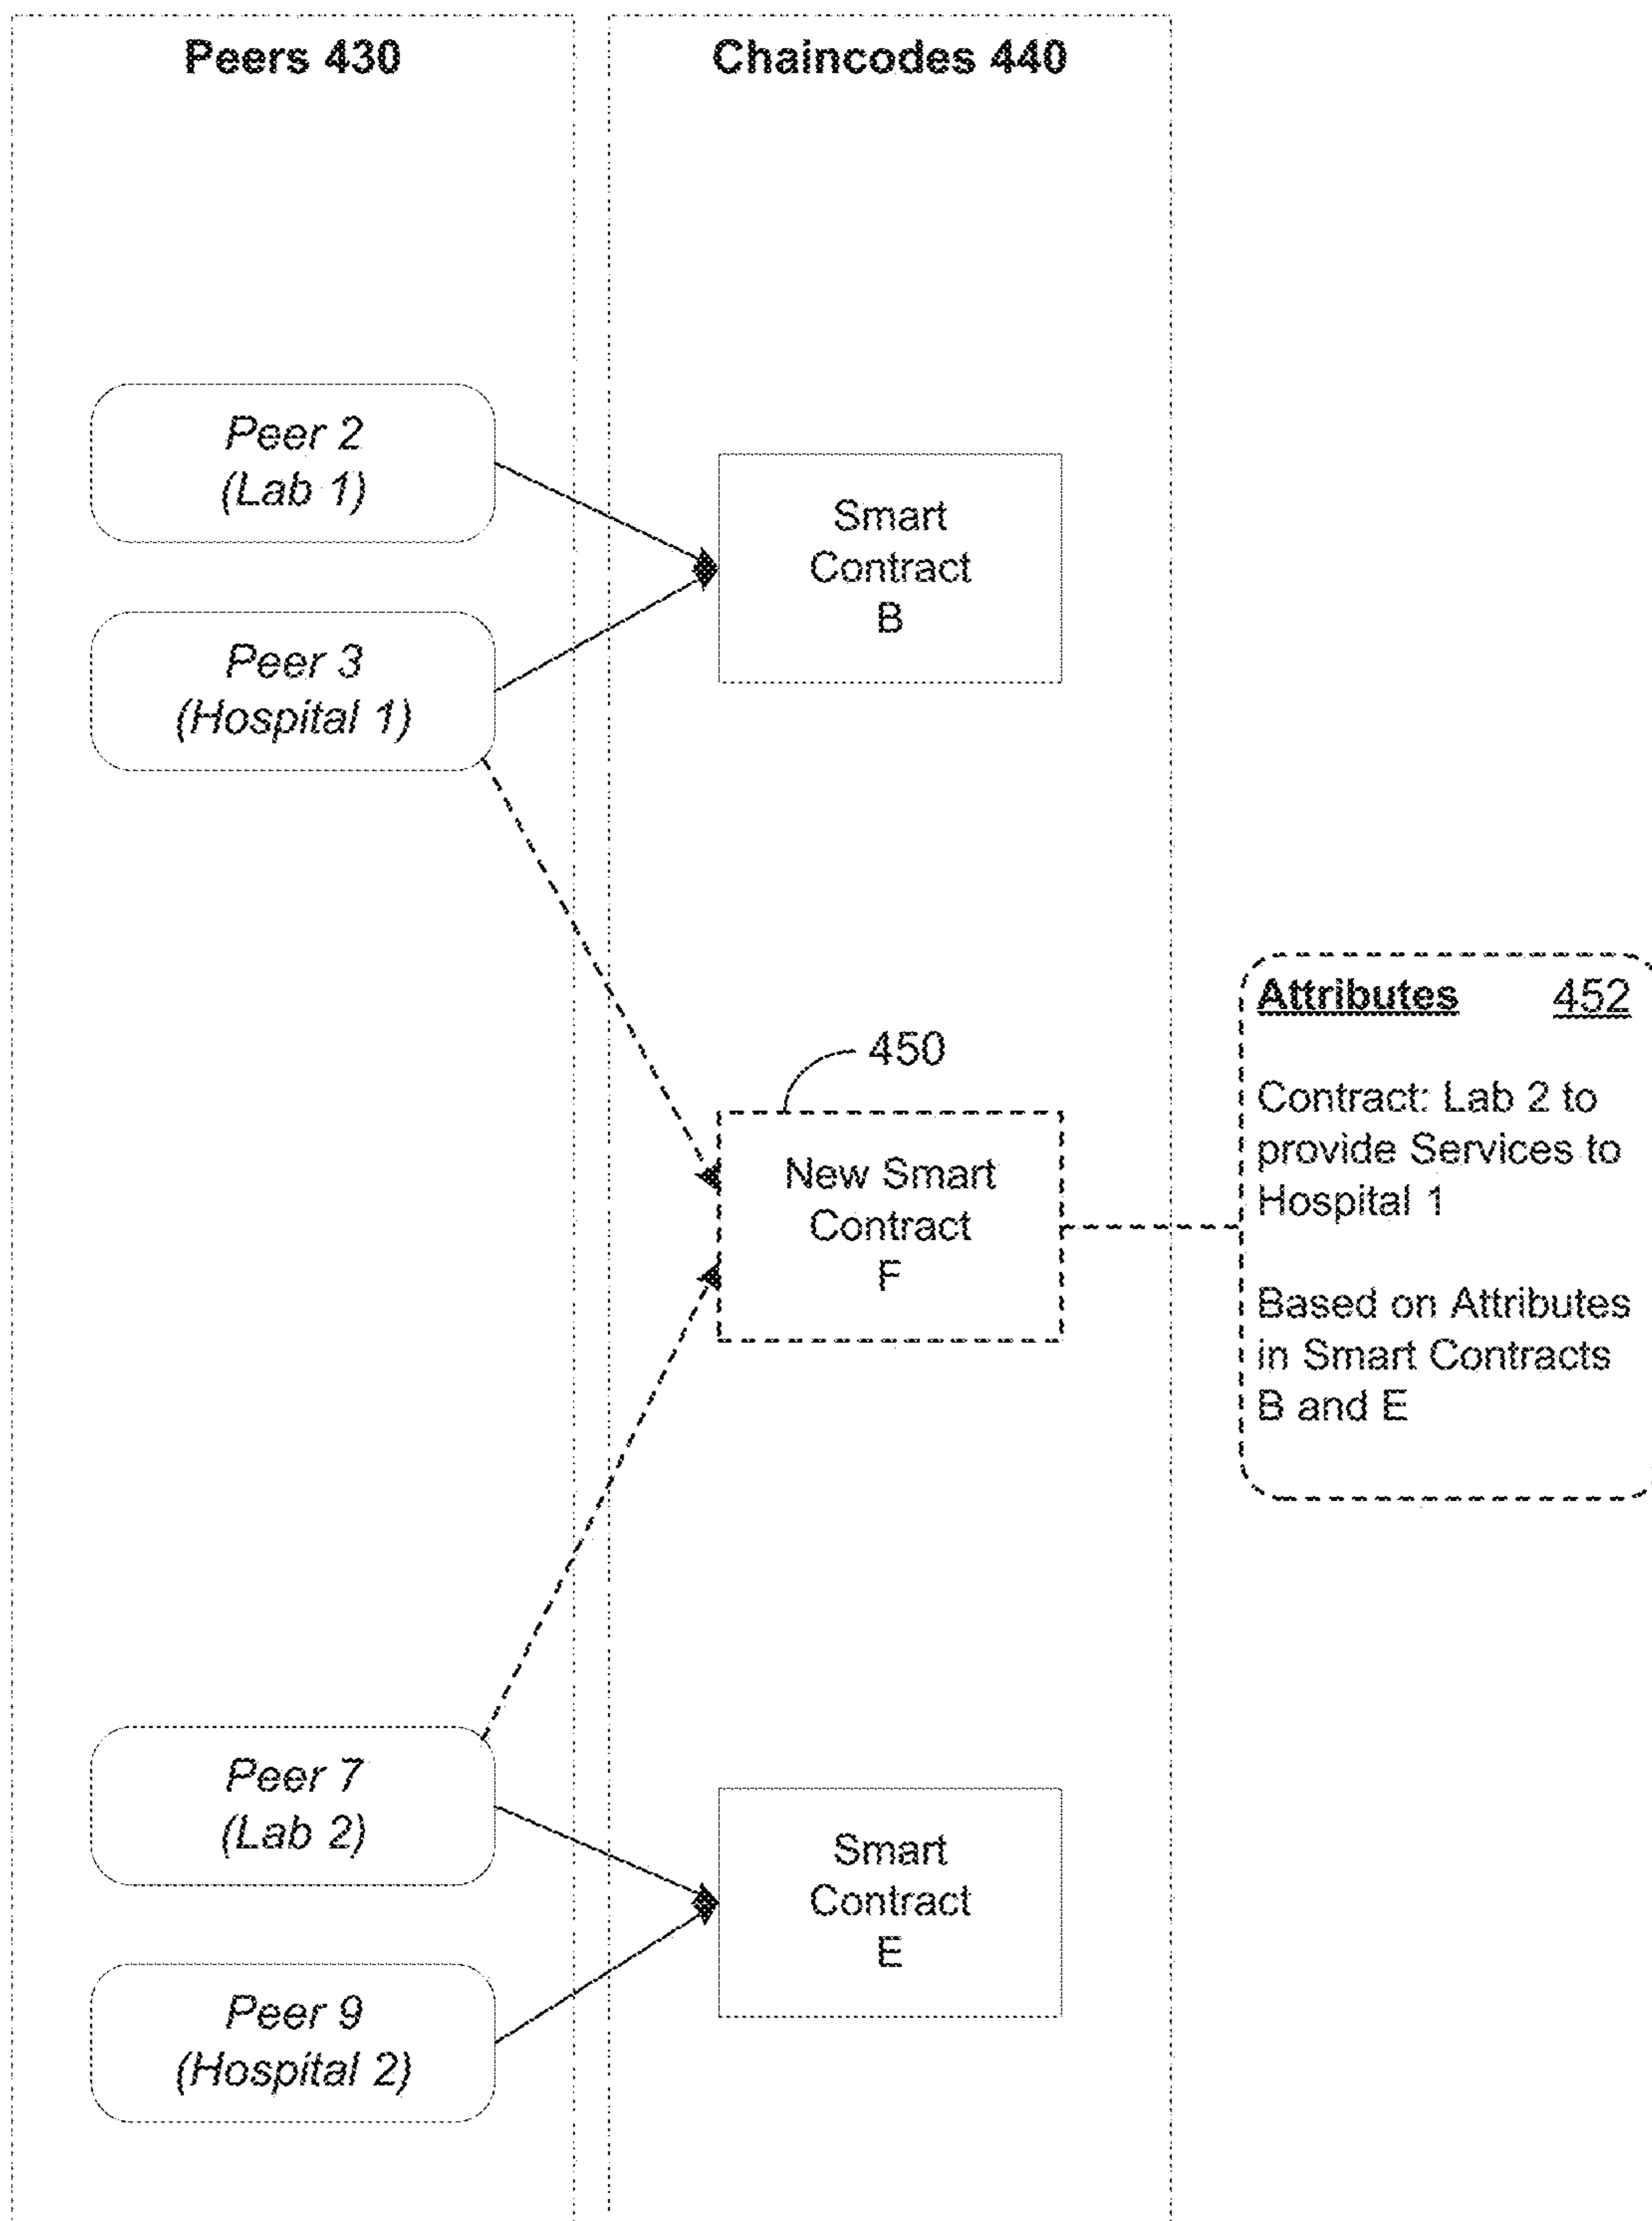 Peers 430
Chaincodes 440
Peer 2
(Lab 1)
Smart
Contract
B
Peer 3
(Hospital 1)
450
New Smart
Contract
F
Attributes 452
Contract: Lab 2 to
provide Services to
Hospital 1
Based on Attributes
in Smart Contracts
B and E
Peer 7
(Lab 2)
Smart
Contract
E
Peer 9
(Hospital 2)